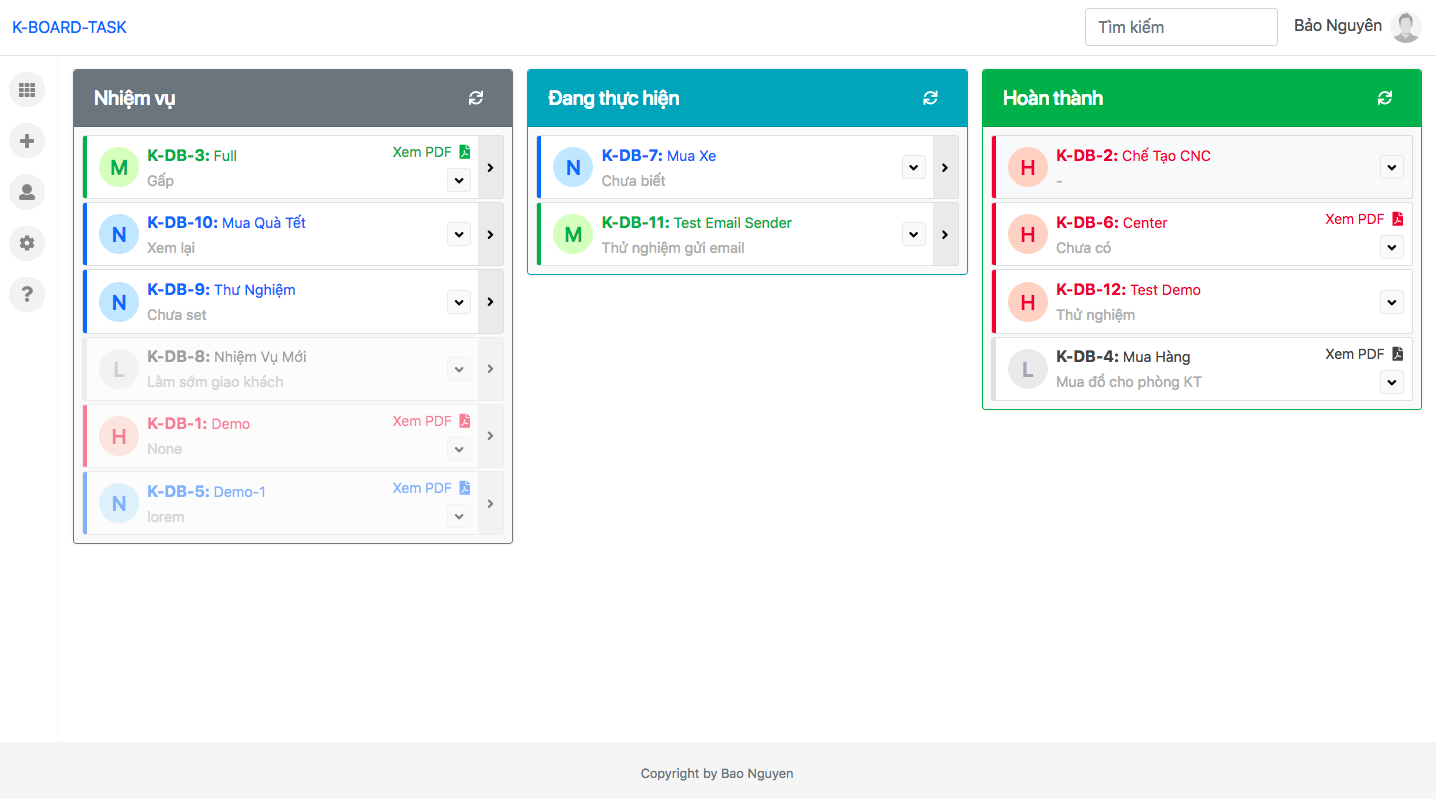 K-BOARD-TASK
Tìm kiếm
Bảo Nguyên
Nhiệm vụ
M
K-DB-3: Full
Xem PDF
Gấp
N
K-DB-10: Mua Quà Tết
Xem lại
N
K-DB-9: Thư Nghiệm
Chưa set
L
K-DB-8: Nhiệm Vụ Mới
Làm sớm giao khách
H
K-DB-1: Demo
Xem PDF
None
N
K-DB-5: Demo-1
Xem PDF
lorem
Đang thực hiện
N
K-DB-7: Mua Xe
Chưa biết
M
K-DB-11: Test Email Sender
Thử nghiệm gửi email
Hoàn thành
H
K-DB-2: Chế Tạo CNC
-
H
K-DB-6: Center
Xem PDF
Chưa có
H
K-DB-12: Test Demo
Thử nghiệm
L
K-DB-4: Mua Hàng
Xem PDF
Mua đồ cho phòng KT
Copyright by Bao Nguyen